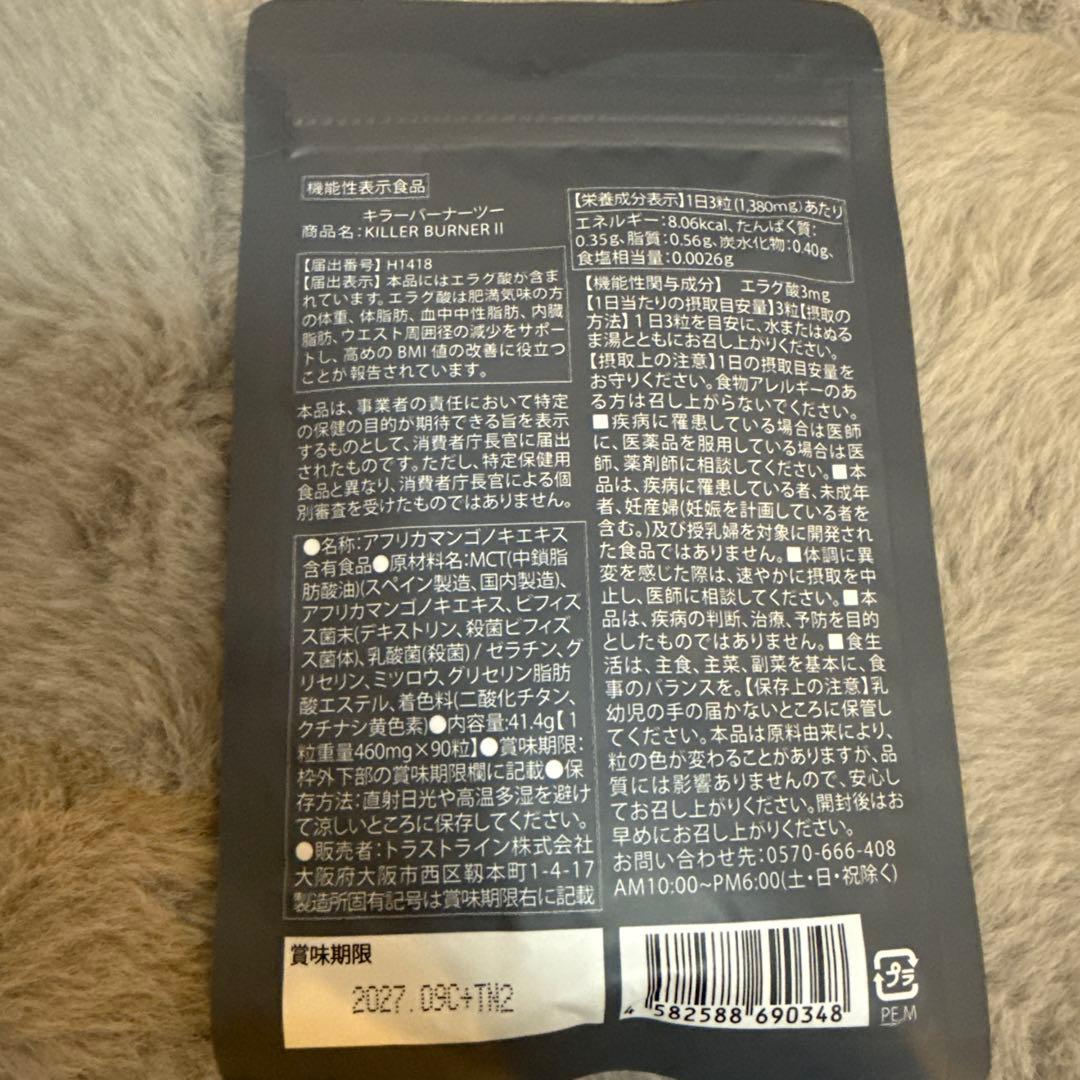 機能性表示食品
キラーバーナーツー
商品名：KILLER BURNER II
【届出番号】H1418
【届出表示】本品にはエラグ酸が含ま
れています。エラグ酸は肥満気味の方
の体重、体脂肪、血中中性脂肪、内臓
脂肪、ウエスト周囲径の減少をサポー
トし、高めのBMI値の改善に役立つ
ことが報告されています。
本品は、事業者の責任において特定
の保健の目的が期待できる旨を表示
するものとして、消費者庁長官に届出
されたものです。ただし、特定保健用
食品と異なり、消費者庁長官による個
別審査を受けたものではありません。
●名称：アフリカマンゴノキエキス
含有食品●原材料名：MCT(中鎖脂
肪酸油)(スペイン製造、国内製造)、
アフリカマンゴノキエキス、ビフィズ
ス菌末(デキストリン、殺菌ビフィズ
ス菌体)、乳酸菌(殺菌) / ゼラチン、グ
リセリン、ミツロウ、グリセリン脂肪
酸エステル、着色料(二酸化チタン、
クチナシ黄色素)●内容量：41.4g【1
粒重量460mg×90粒】●賞味期限：
枠外下部の賞味期限欄に記載●保
存方法：直射日光や高温多湿を避け
て涼しいところに保存してください。
●販売者：トラストライン株式会社
大阪府大阪市西区靱本町1-4-17
製造所固有記号は賞味期限右に記載
賞味期限
2027.09C+TN2
【栄養成分表示】1日3粒(1,380mg)あたり
エネルギー：8.06kcal、たんぱく質：
0.35g、脂質：0.56g、炭水化物：0.40g、
食塩相当量：0.0026g
【機能性関与成分】 エラグ酸3mg
【1日当たりの摂取目安量】3粒【摂取の
方法】1日3粒を目安に、水またはぬる
ま湯とともにお召し上がりください。
【摂取上の注意】1日の摂取目安量を
お守りください。食物アレルギーのあ
る方は召し上がらないでください。
■疾病に罹患している場合は医師
に、医薬品を服用している場合は医
師、薬剤師に相談してください。■本
品は、疾病に罹患している者、未成年
者、妊産婦(妊娠を計画している者を
含む。)及び授乳婦を対象に開発され
た食品ではありません。■体調に異
変を感じた際は、速やかに摂取を中
止し、医師に相談してください。■本
品は、疾病の判断、治療、予防を目的
としたものではありません。■食生
活は、主食、主菜、副菜を基本に、食
事のバランスを。【保存上の注意】乳
幼児の手の届かないところに保管し
てください。本品は原料由来により、
粒の色が変わることがありますが、品
質には影響ありませんので、安心し
てお召し上がりください。開封後はお
早めにお召し上がりください。
お問い合わせ先：0570-666-408
AM10:00~PM6:00(土・日・祝除く)
4 582588 690348
プラ
PE,M